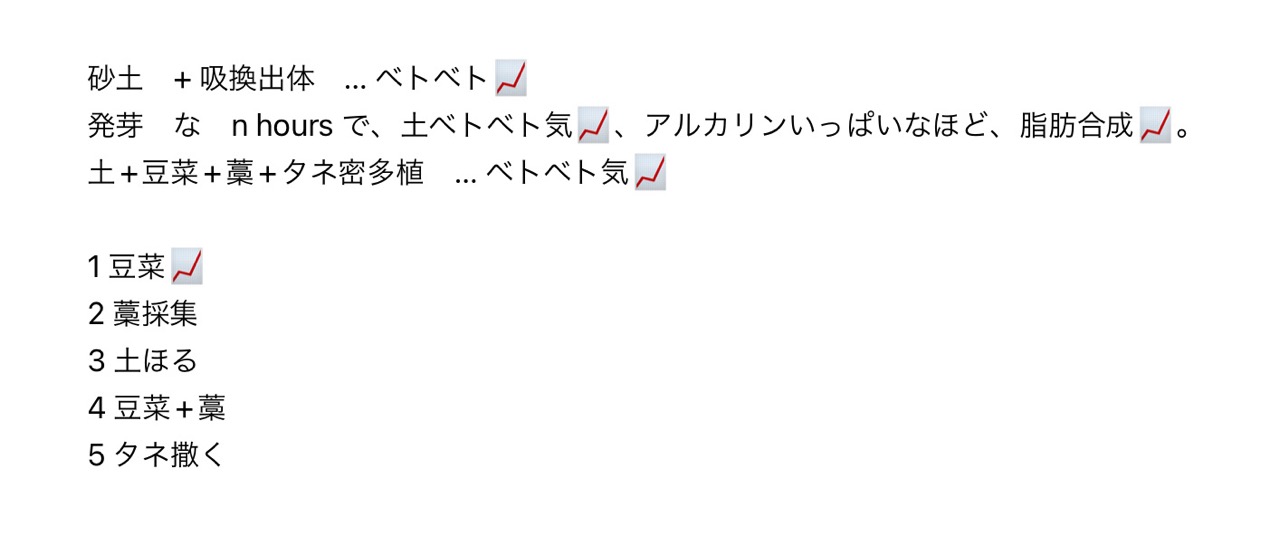 砂土　+ 吸換出体　... ベトベト📈
発芽　な　n hours で、土ベトベト気📈、アルカリンいっぱいなほど、脂肪合成📈。
土+豆菜+藁+タネ密多植　... ベトベト気📈
1 豆菜📈
2 藁採集
3 土ほる
4 豆菜+藁
5 タネ撒く